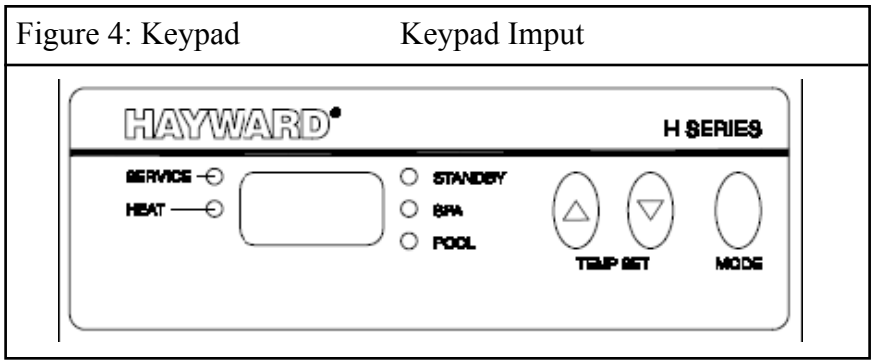 Figure 4: Keypad Keypad Imput
HAYWARD
H SERIES
SERVICE
HEAT
STANDBY
SPA
POOL
TEMP SET
MODE